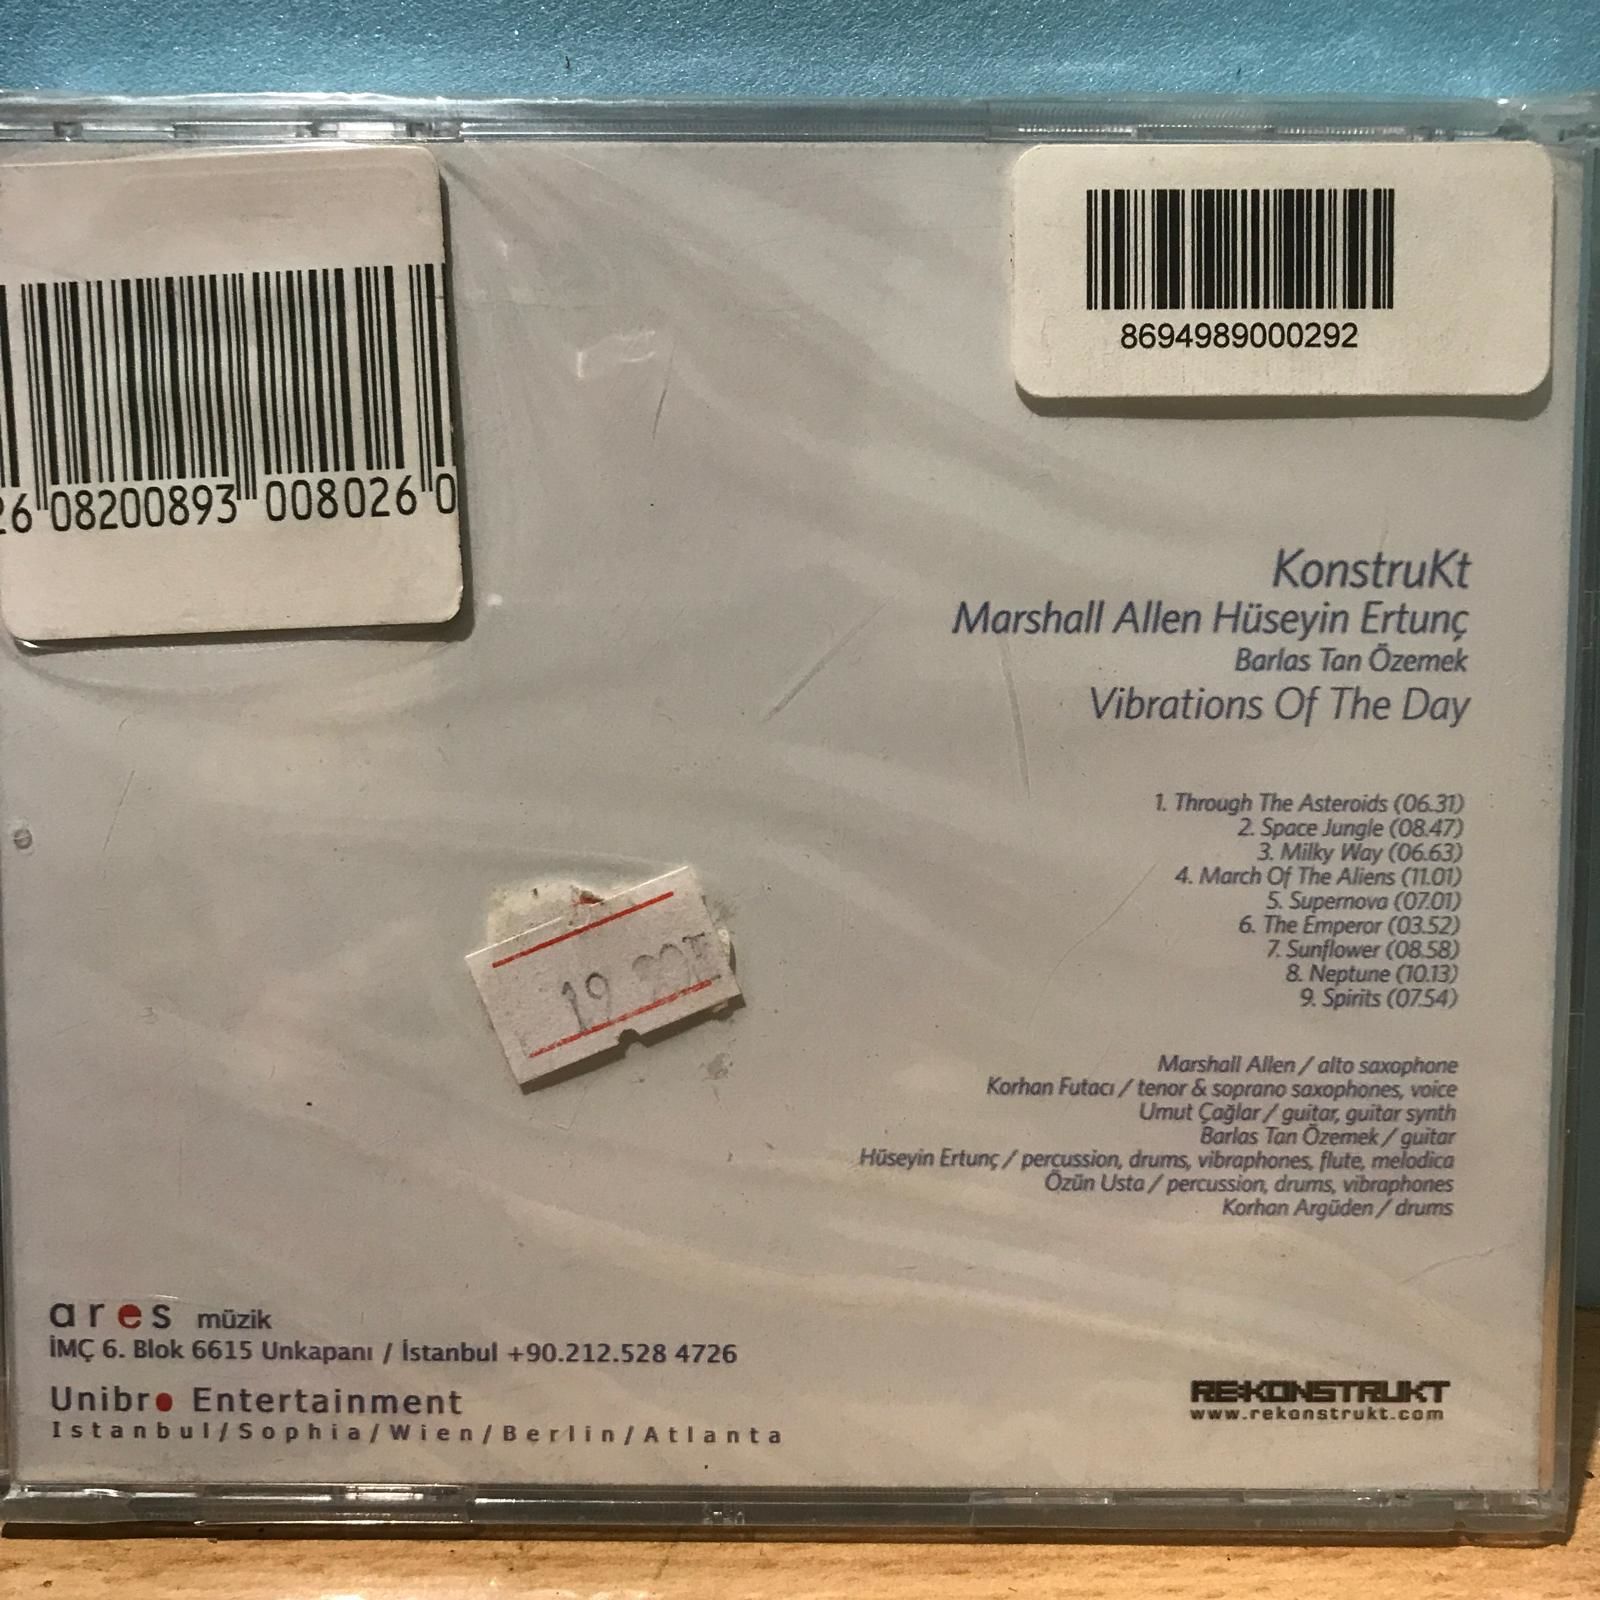 26 08200893 008026 0
8694989000292
KonstruKt
Marshall Allen Hüseyin Ertunç
Barlas Tan Özemek
Vibrations Of The Day
1. Through The Asteroids (06.31)
2. Space Jungle (08.47)
3. Milky Way (06.63)
4. March Of The Aliens (11.01)
5. Supernova (07.01)
6. The Emperor (03.52)
7. Sunflower (08.58)
8. Neptune (10.13)
9. Spirits (07.54)
19
Marshall Allen / alto saxophone
Korhan Futacı / tenor & soprano saxophones, voice
Umut Çağlar / guitar, guitar synth
Barlas Tan Özemek / guitar
Hüseyin Ertunç / percussion, drums, vibraphones, flute, melodica
Özün Usta / percussion, drums, vibraphones
Korhan Argüden / drums
ares müzik
İMÇ 6. Blok 6615 Unkapanı / İstanbul +90.212.528 4726
Unibro Entertainment
Istanbul/Sophia/Wien/Berlin/Atlanta
RE:KONSTRUKT
www.rekonstrukt.com